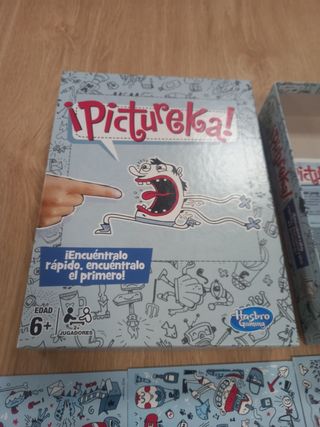 ¡PICTUREKA!
¡Encuéntralo
rápido, encuéntralo
el primero!
EDAD
6+
2+
JUGADORES
Hasbro
Gaming